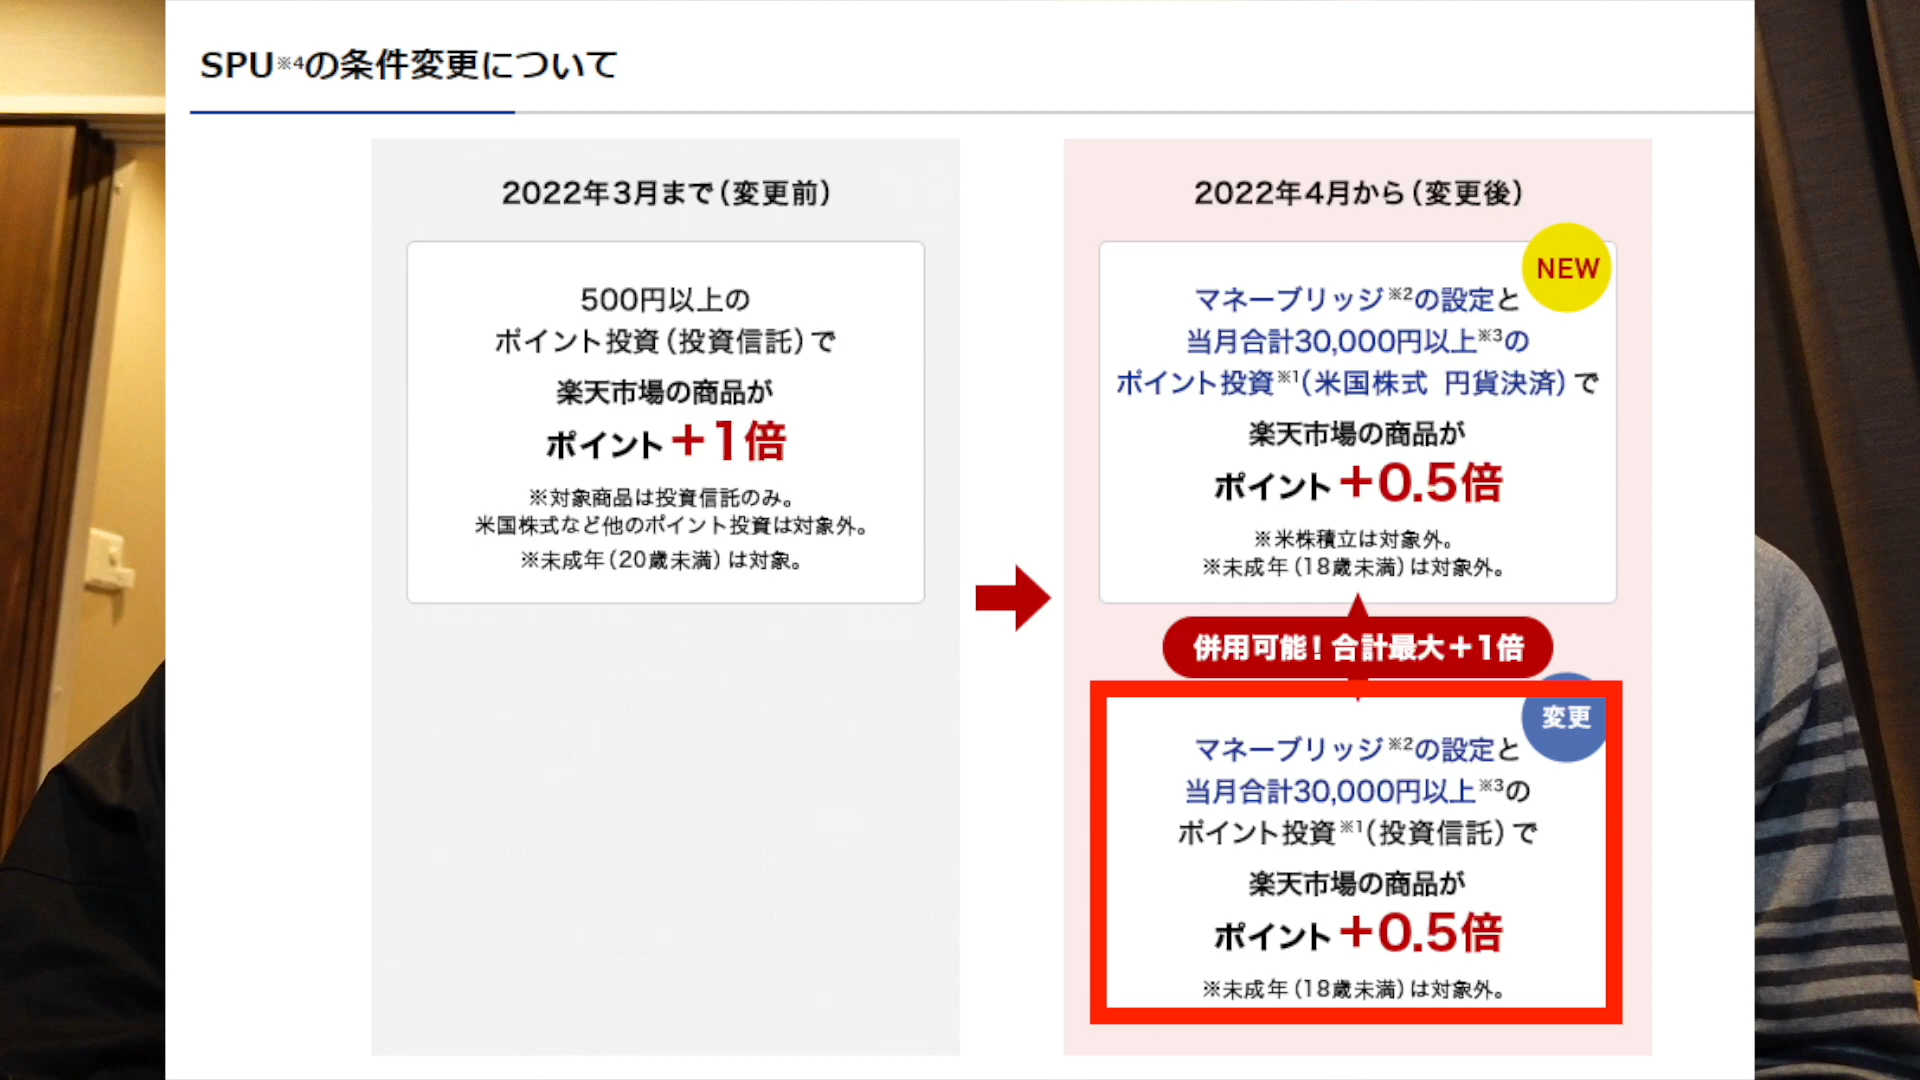 SPU※4の条件変更について
2022年3月まで(変更前)
500円以上の
ポイント投資(投資信託)で
楽天市場の商品が
ポイント+1倍
※対象商品は投資信託のみ。
米国株式など他のポイント投資は対象外。
※未成年(20歳未満)は対象。
2022年4月から(変更後)
NEW
マネーブリッジ※2の設定と
当月合計30,000円以上※3の
ポイント投資※1(米国株式 円貨決済)で
楽天市場の商品が
ポイント+0.5倍
※米株積立は対象外。
※未成年(18歳未満)は対象外。
併用可能!合計最大+1倍
変更
マネーブリッジ※2の設定と
当月合計30,000円以上※3の
ポイント投資※1(投資信託)で
楽天市場の商品が
ポイント+0.5倍
※未成年(18歳未満)は対象外。